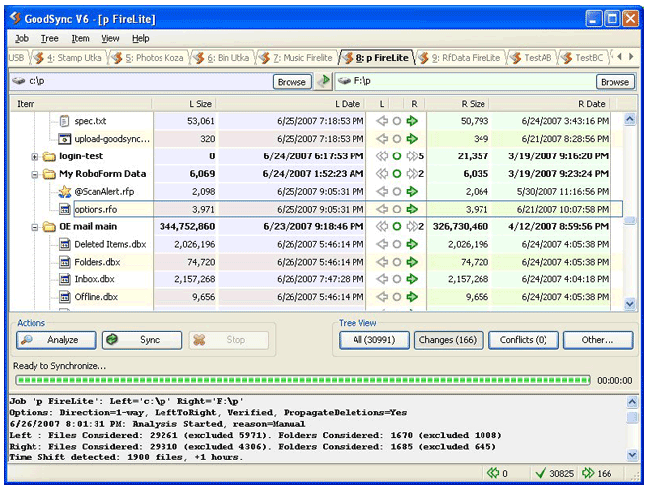 GoodSync V6 - [p FireLite]
Job Tree Item View Help
USB 4: Stamp Utka 5: Photos Koza 6: Bin Utka 7: Music Firelite 8: p FireLite 9: RfData FireLite TestAB TestBC
c:\p Browse F:\p Browse
Item L Size L Date L R R Size R Date
spec.txt 53,061 6/25/2007 7:18:53 PM 50,793 6/24/2007 3:43:16 PM
upload-goodsync... 320 6/25/2007 7:18:53 PM 349 6/21/2007 8:28:56 PM
login-test 0 6/24/2007 6:17:53 PM 5 21,357 3/19/2007 9:16:20 PM
My RoboForm Data 6,069 6/24/2007 1:52:23 AM 2 6,035 3/19/2007 9:23:24 PM
@ScanAlert.rfp 2,098 6/25/2007 9:05:31 PM 2,064 5/30/2007 11:16:56 PM
options.rfo 3,971 6/25/2007 9:05:31 PM 3,971 6/21/2007 10:07:58 PM
OE mail main 344,752,860 6/23/2007 9:18:46 PM 2 326,730,460 4/12/2007 8:59:56 PM
Deleted Items.dbx 2,026,196 6/26/2007 5:46:14 PM 2,026,196 6/24/2007 4:05:38 PM
Folders.dbx 74,720 6/26/2007 5:46:14 PM 74,720 6/24/2007 4:05:38 PM
Inbox.dbx 2,157,268 6/26/2007 7:47:28 PM 2,157,268 6/24/2007 4:04:18 PM
Offline.dbx 9,656 6/26/2007 5:46:14 PM 9,656 6/24/2007 4:05:38 PM
Actions Tree View
Analyze Sync Stop All (30991) Changes (166) Conflicts (0) Other...
Ready to Synchronize...
00:00:00
Job 'p FireLite': Left='c:\p' Right='F:\p'
Options: Direction=1-way, LeftToRight, Verified, PropagateDeletions=Yes
6/26/2007 8:01:31 PM: Analysis Started, reason=Manual
Left : Files Considered: 29261 (excluded 5971). Folders Considered: 1670 (excluded 1008)
Right: Files Considered: 29310 (excluded 4306). Folders Considered: 1685 (excluded 645)
Time Shift detected: 1900 files, +1 hours.
0 30825 166